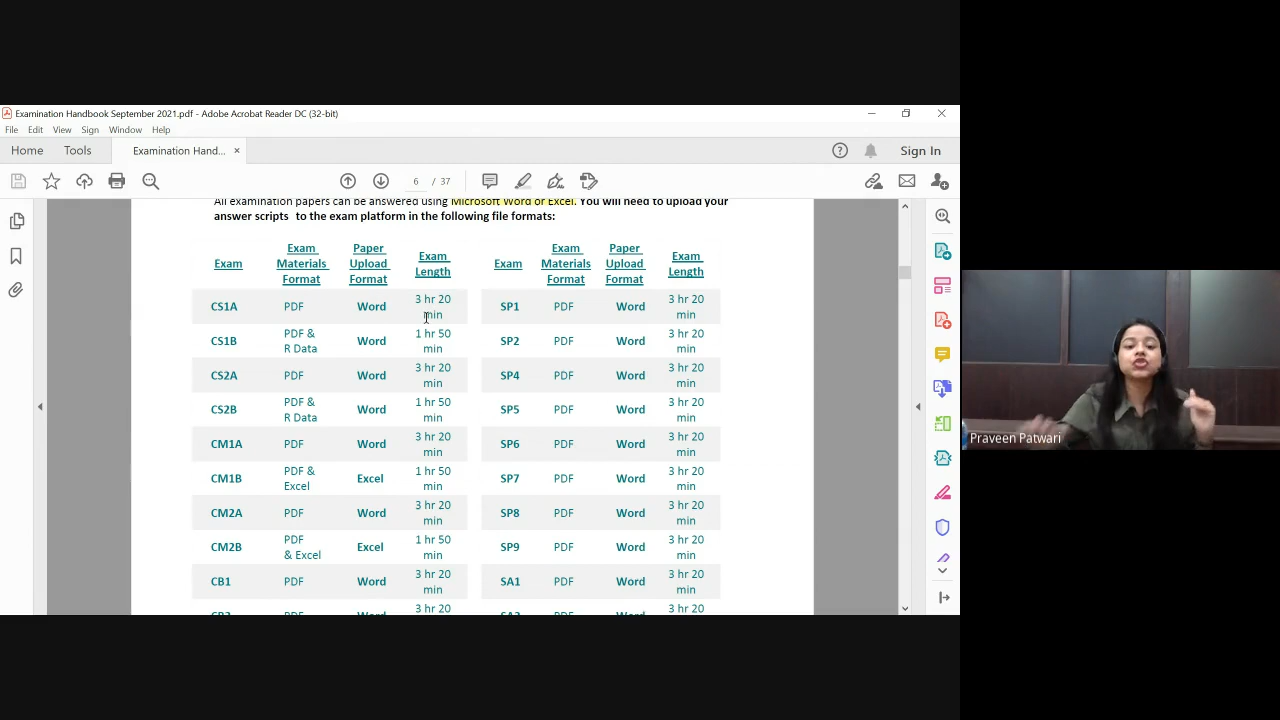 Examination Handbook September 2021.pdf - Adobe Acrobat Reader DC (32-bit)
File Edit View Sign Window Help
Home Tools Examination Hand... × Sign In
6 / 37
All examination papers can be answered using Microsoft Word or Excel. You will need to upload your
answer scripts to the exam platform in the following file formats:
Exam Exam Materials Format Paper Upload Format Exam Length Exam Exam Materials Format Paper Upload Format Exam Length
CS1A PDF Word 3 hr 20 min SP1 PDF Word 3 hr 20 min
CS1B PDF & R Data Word 1 hr 50 min SP2 PDF Word 3 hr 20 min
CS2A PDF Word 3 hr 20 min SP4 PDF Word 3 hr 20 min
CS2B PDF & R Data Word 1 hr 50 min SP5 PDF Word 3 hr 20 min
CM1A PDF Word 3 hr 20 min SP6 PDF Word 3 hr 20 min
CM1B PDF & Excel Excel 1 hr 50 min SP7 PDF Word 3 hr 20 min
CM2A PDF Word 3 hr 20 min SP8 PDF Word 3 hr 20 min
CM2B PDF & Excel Excel 1 hr 50 min SP9 PDF Word 3 hr 20 min
CB1 PDF Word 3 hr 20 min SA1 PDF Word 3 hr 20 min
3 hr 20 3 hr 20
Praveen Patwari